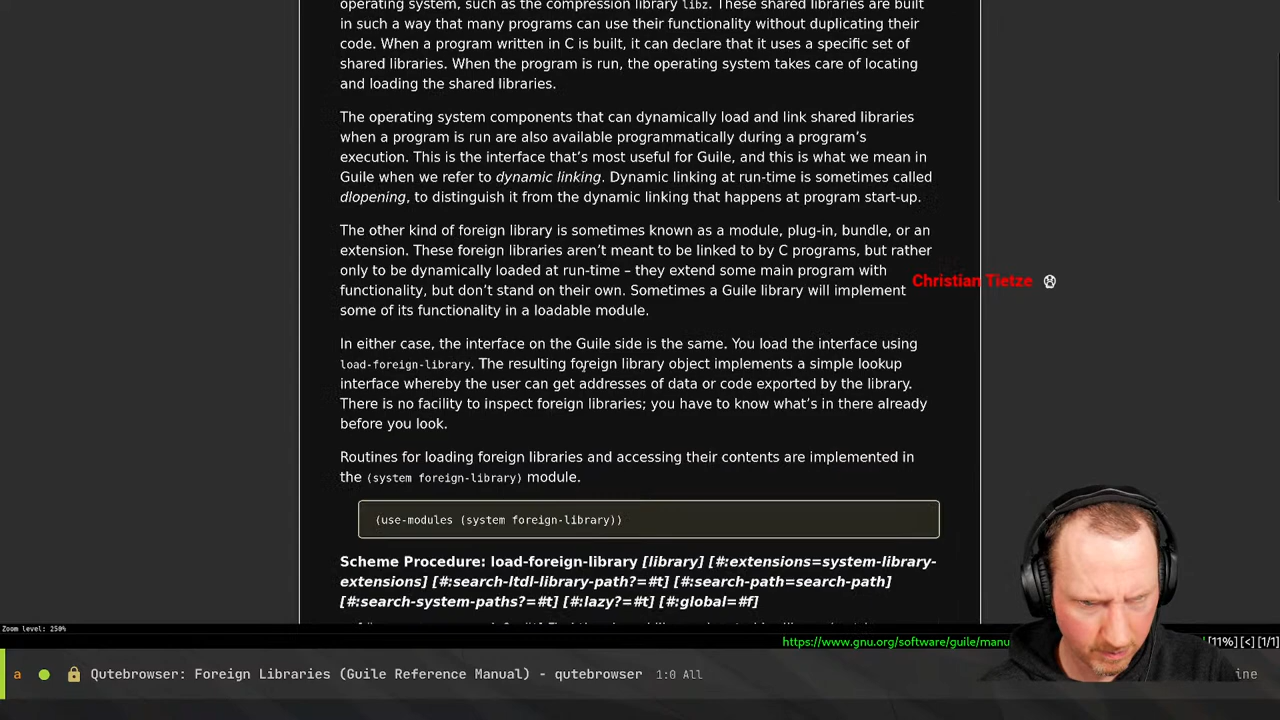 operating system, such as the compression library libz. These shared libraries are built
in such a way that many programs can use their functionality without duplicating their
code. When a program written in C is built, it can declare that it uses a specific set of
shared libraries. When the program is run, the operating system takes care of locating
and loading the shared libraries.
The operating system components that can dynamically load and link shared libraries
when a program is run are also available programmatically during a program’s
execution. This is the interface that’s most useful for Guile, and this is what we mean in
Guile when we refer to dynamic linking. Dynamic linking at run-time is sometimes called
dlopening, to distinguish it from the dynamic linking that happens at program start-up.
The other kind of foreign library is sometimes known as a module, plug-in, bundle, or an
extension. These foreign libraries aren’t meant to be linked to by C programs, but rather
only to be dynamically loaded at run-time – they extend some main program with
functionality, but don’t stand on their own. Sometimes a Guile library will implement
some of its functionality in a loadable module.
Christian Tietze
In either case, the interface on the Guile side is the same. You load the interface using
load-foreign-library. The resulting foreign library object implements a simple lookup
interface whereby the user can get addresses of data or code exported by the library.
There is no facility to inspect foreign libraries; you have to know what’s in there already
before you look.
Routines for loading foreign libraries and accessing their contents are implemented in
the (system foreign-library) module.
(use-modules (system foreign-library))
Scheme Procedure: load-foreign-library [library] [#:extensions=system-library-
extensions] [#:search-ltdl-library-path?=#t] [#:search-path=search-path]
[#:search-system-paths?=#t] [#:lazy?=#t] [#:global=#f]
Zoom level: 250%
https://www.gnu.org/software/guile/manu [11%] [<] [1/1]
a Qutebrowser: Foreign Libraries (Guile Reference Manual) - qutebrowser 1:0 All ine